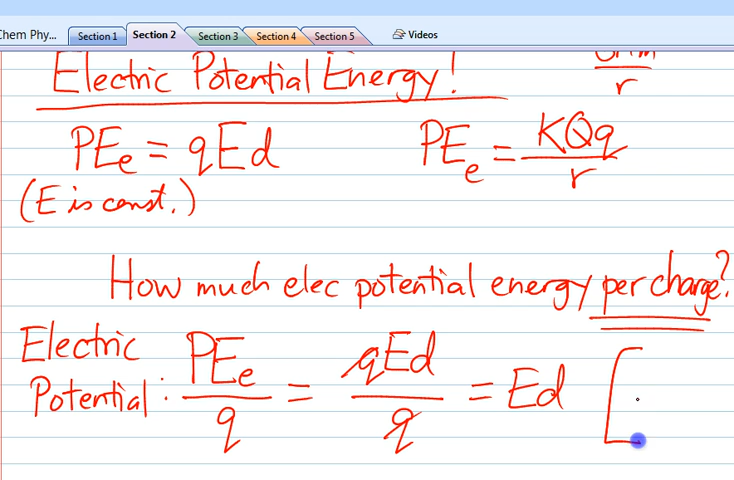 Chem Phy... Section 1 Section 2 Section 3 Section 4 Section 5 Videos
Electric Potential Energy!
r
PEe = qEd
PEe = KQq/r
(E is const.)
How much elec potential energy per charge?
Electric
Potential: PEe/q = qEd/q = Ed [